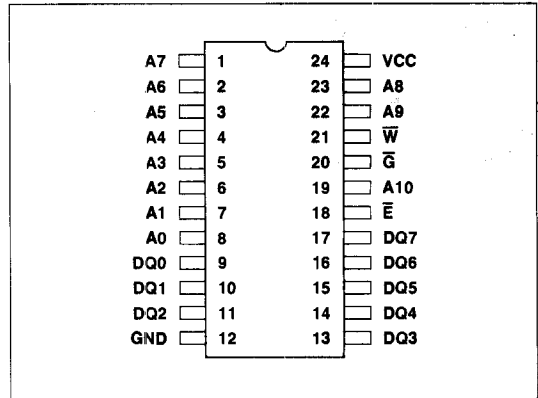 A7 1 24 VCC
A6 2 23 A8
A5 3 22 A9
A4 4 21 W̅
A3 5 20 G̅
A2 6 19 A10
A1 7 18 E̅
A0 8 17 DQ7
DQ0 9 16 DQ6
DQ1 10 15 DQ5
DQ2 11 14 DQ4
GND 12 13 DQ3